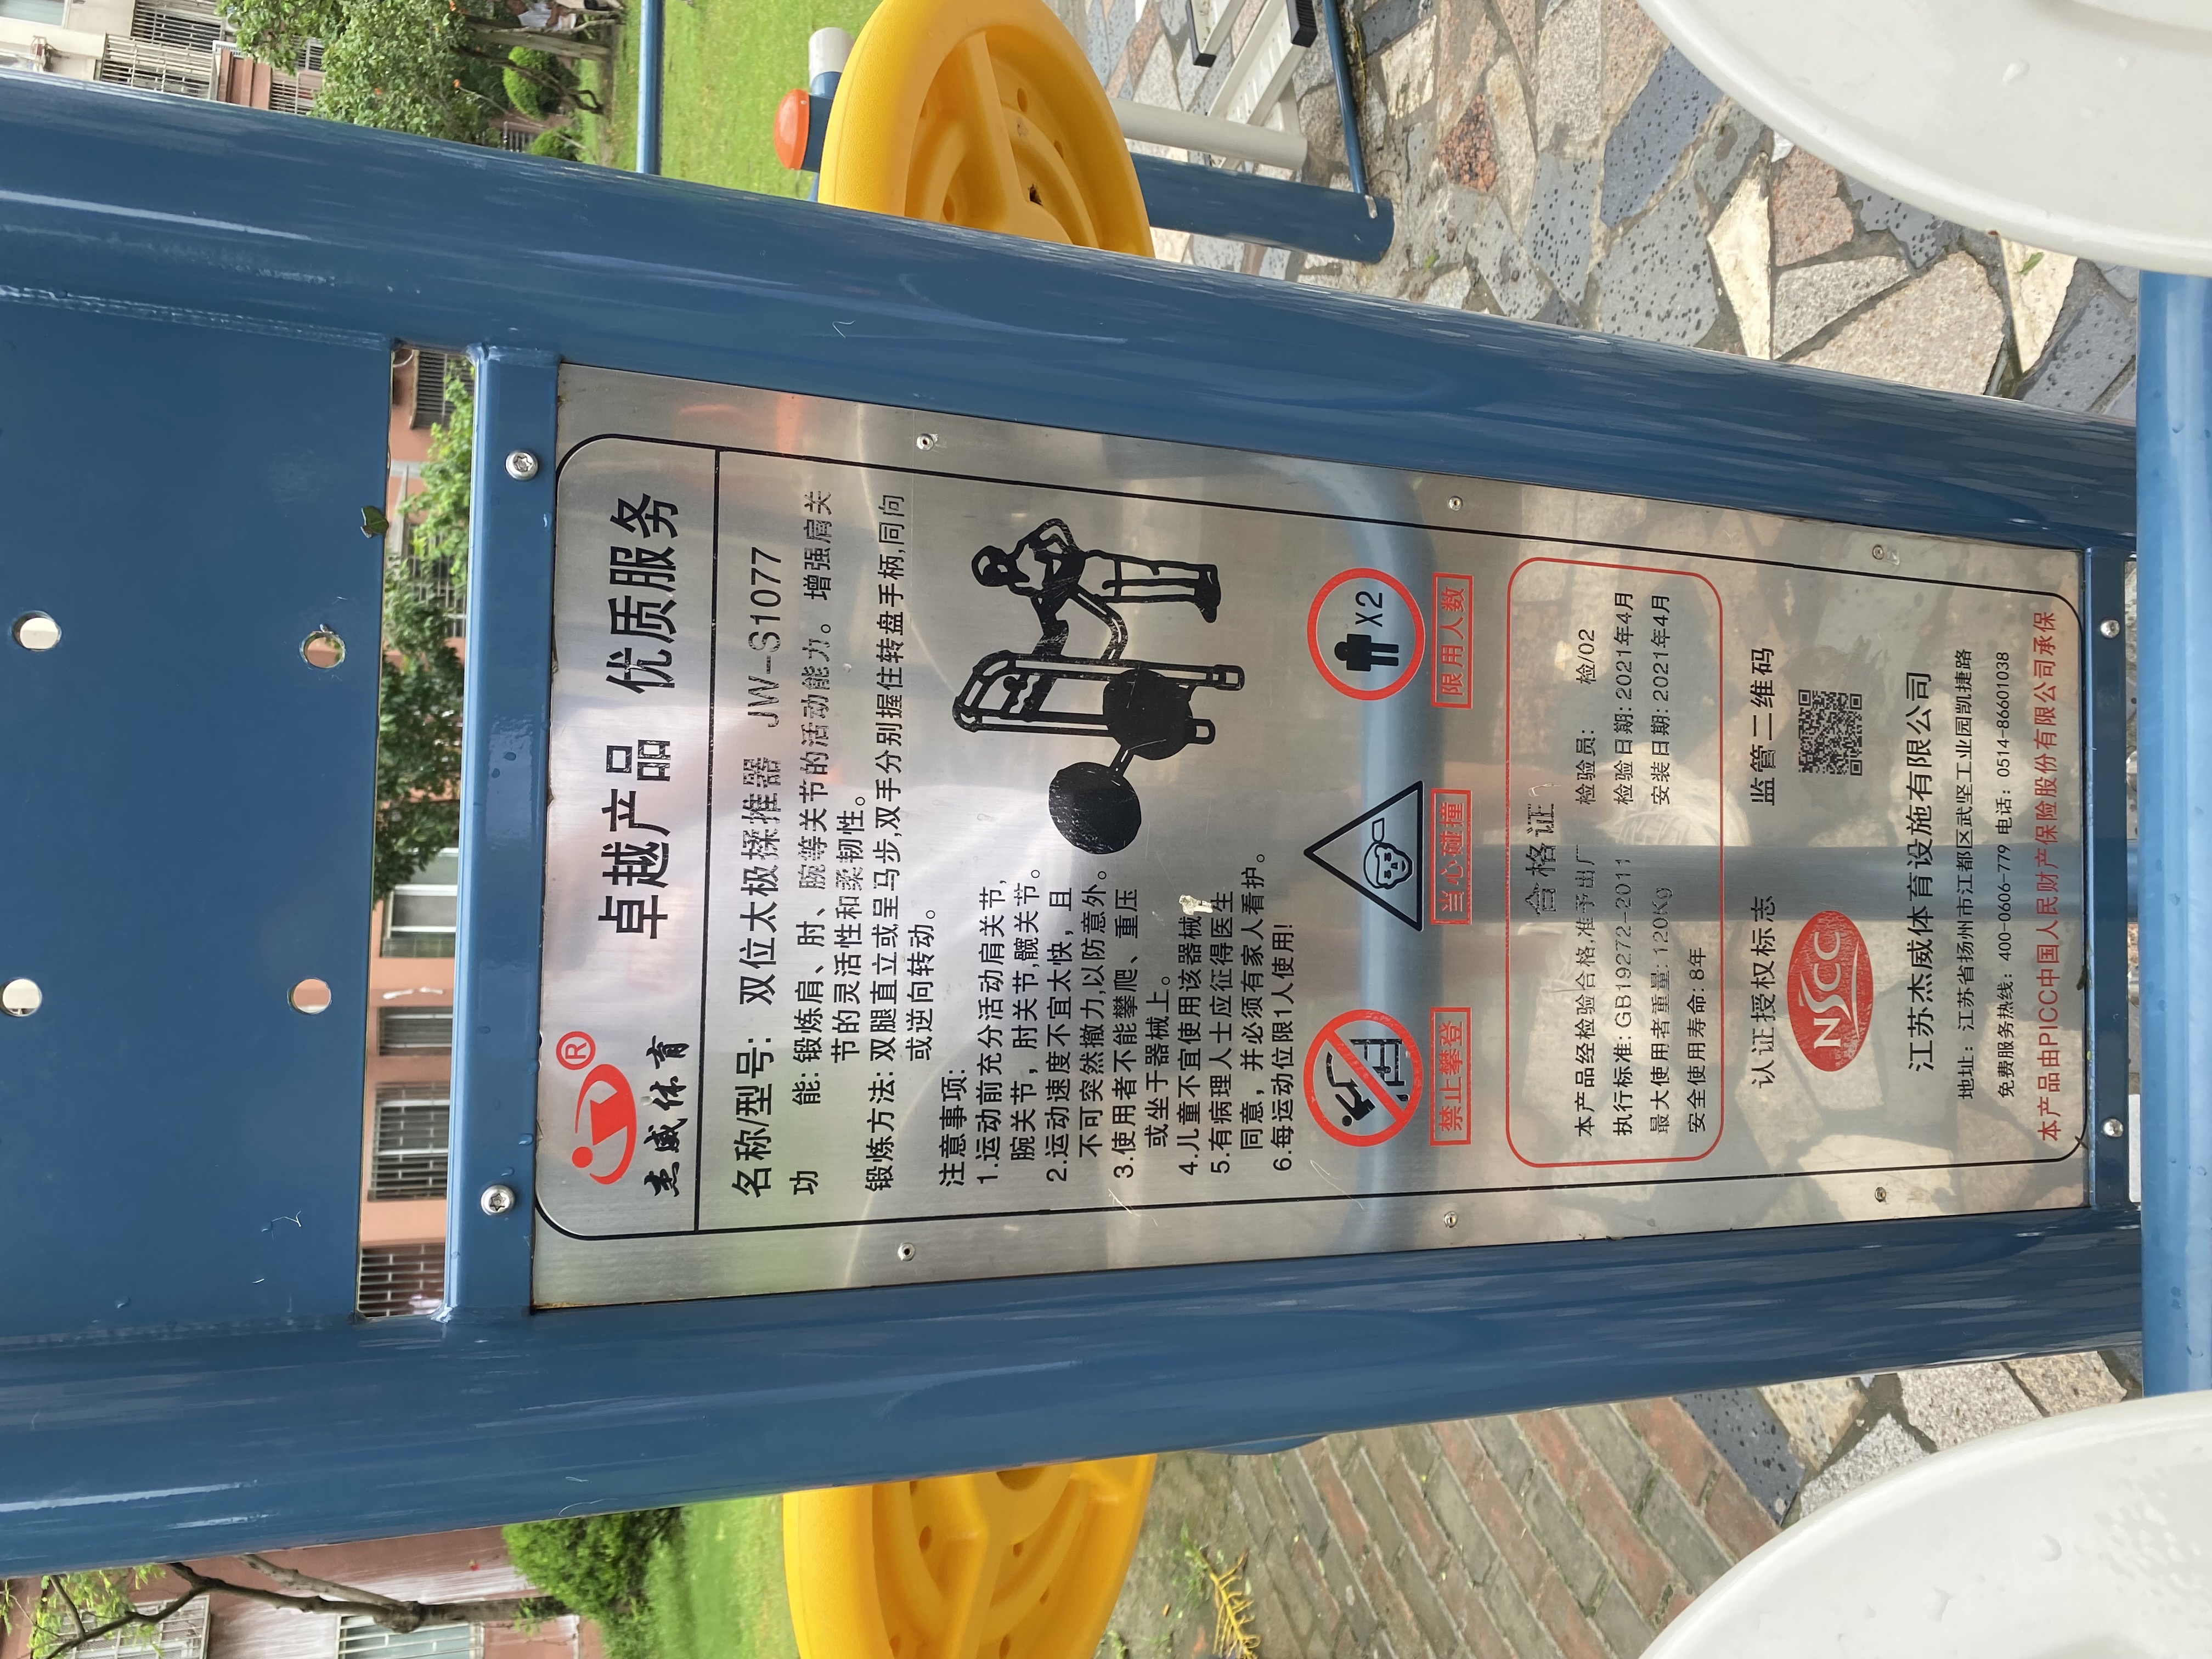 杰威体育®
卓越产品 优质服务
名称/型号: 双位太极揉推器 JW-S1077
功 能: 锻炼肩、肘、腕等关节的活动能力。增强肩关
节的灵活性和柔韧性。
锻炼方法: 双腿直立或呈马步,双手分别握住转盘手柄,同向
或逆向转动。
注意事项:
1.运动前充分活动肩关节,
腕关节，肘关节,髋关节。
2.运动速度不宜太快，且
不可突然撤力,以防意外。
3.使用者不能攀爬、重压
或坐于器械上。
4.儿童不宜使用该器械
5.有病理人士应征得医生
同意，并必须有家人看护。
6.每运动位限1人使用!
X2
禁止攀登 当心碰撞 限用人数
合格证
本产品经检验合格,准予出厂 检验员: 检/02
执行标准: GB19272-2011 检验日期: 2021年4月
最大使用者重量: 120Kg 安装日期: 2021年4月
安全使用寿命: 8年
认证授权标志 监管二维码
NSCC
江苏杰威体育设施有限公司
地址: 江苏省扬州市江都区武坚工业园凯捷路
免费服务热线: 400-0606-779 电话: 0514-86601038
本产品由PICC中国人民财产保险股份有限公司承保